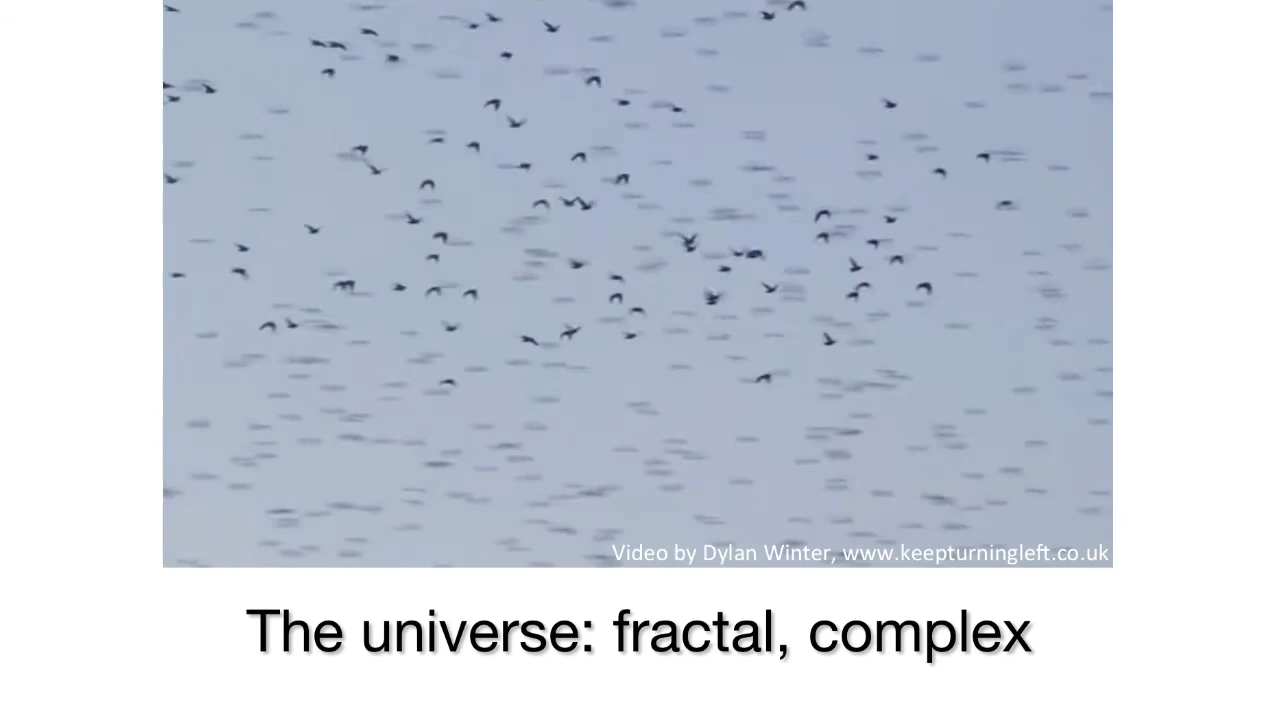 Video by Dylan Winter, www.keepturningleft.co.uk
The universe: fractal, complex